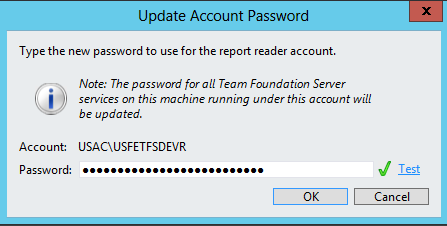 Update Account Password
x
Type the new password to use for the report reader account.
Note: The password for all Team Foundation Server
services on this machine running under this account will
be updated.
Account: USAC\USFETFSDEVR
Password: ●●●●●●●●●●●●●●●●●●●●●●●●●● Test
OK Cancel